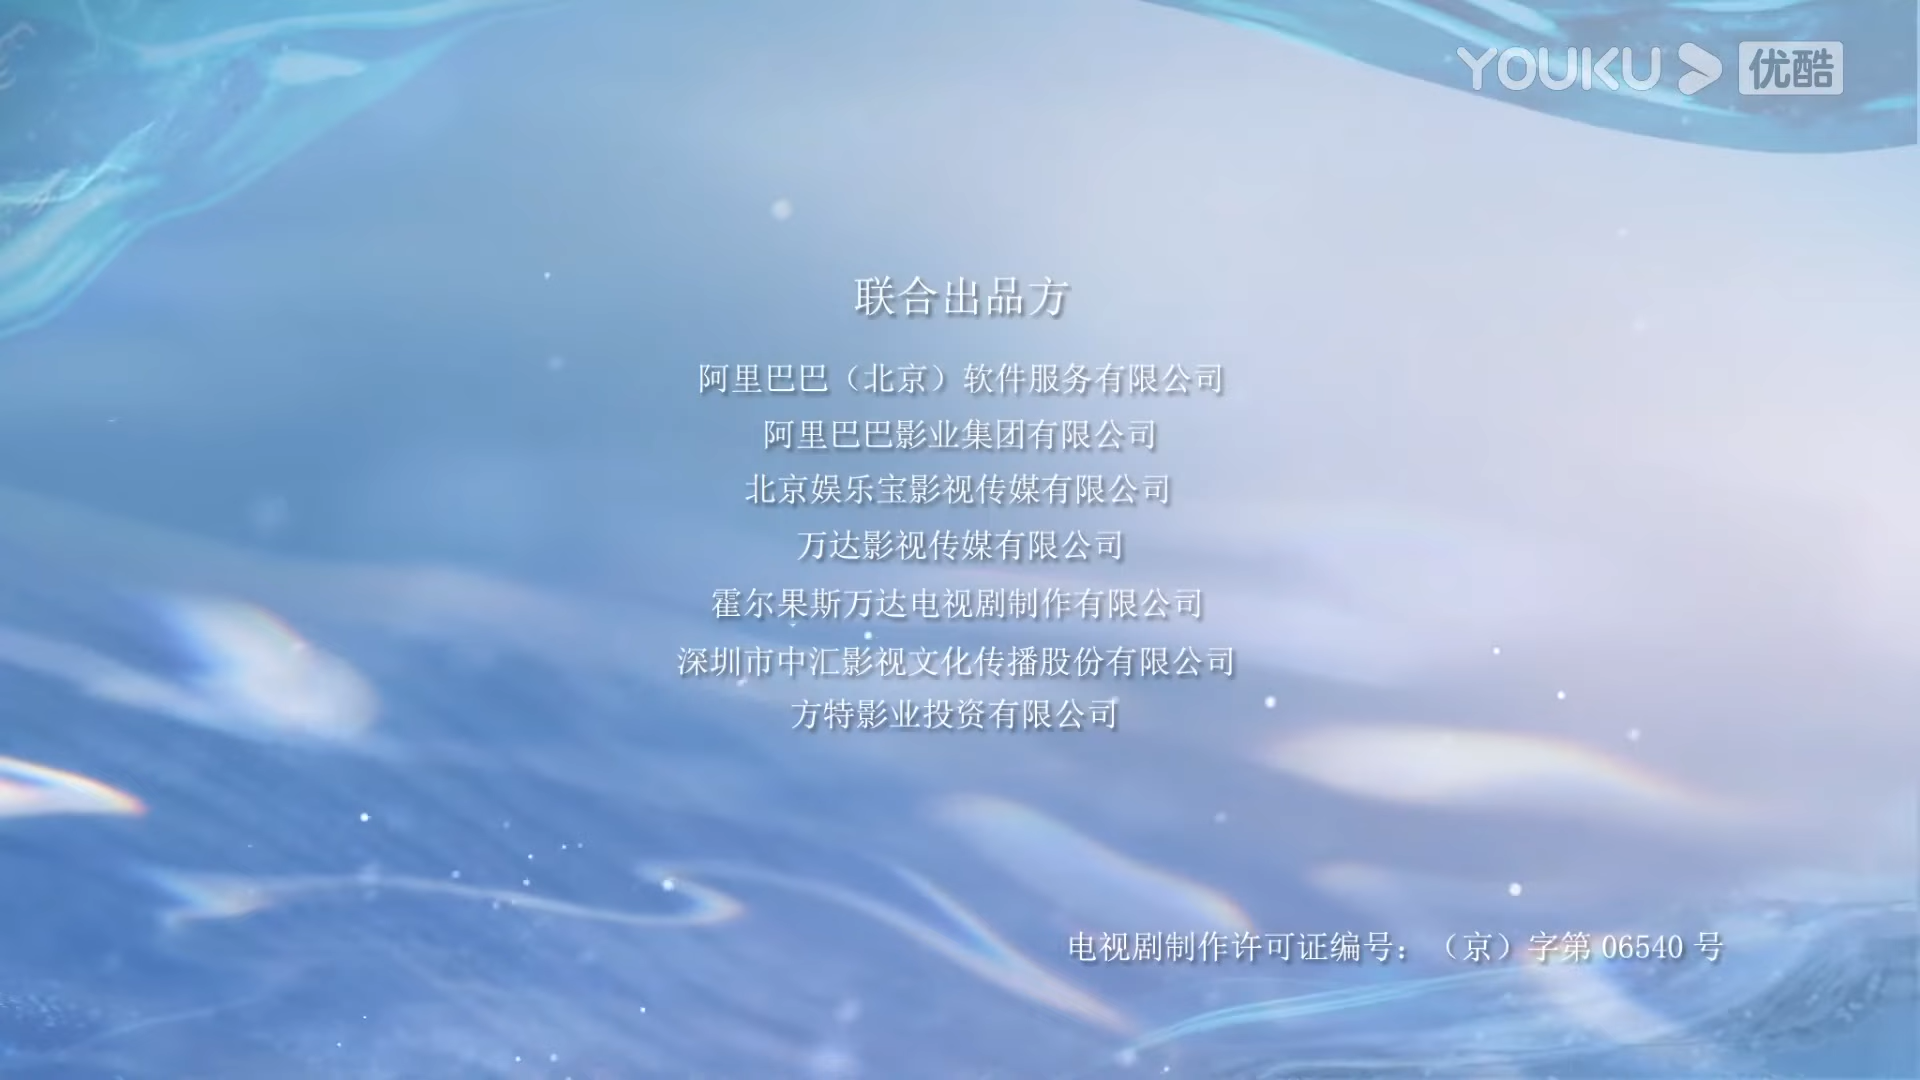 YOUKU 优酷
联合出品方
阿里巴巴（北京）软件服务有限公司
阿里巴巴影业集团有限公司
北京娱乐宝影视传媒有限公司
万达影视传媒有限公司
霍尔果斯万达电视剧制作有限公司
深圳市中汇影视文化传播股份有限公司
方特影业投资有限公司
电视剧制作许可证编号：（京）字第 06540 号